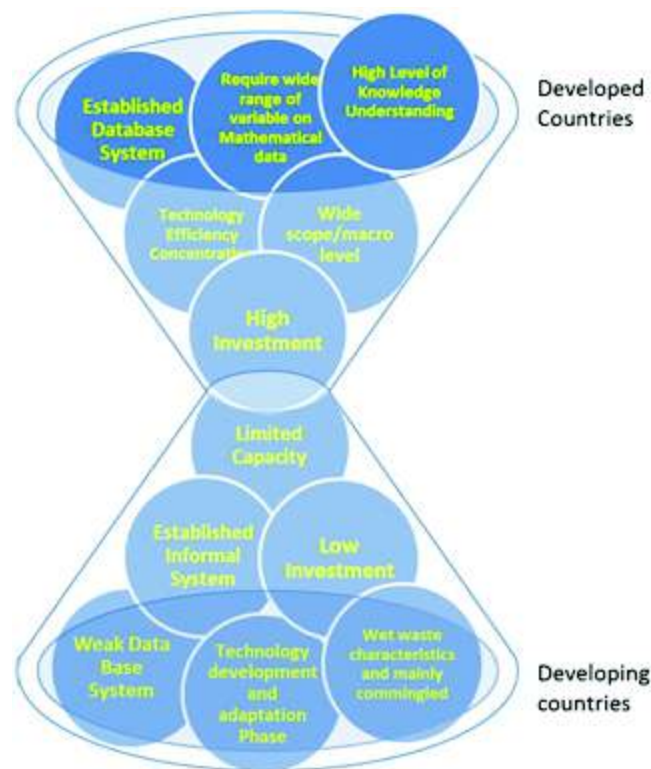 Established
Database
System
Require wide
range of
variable on
Mathematical
data
High Level of
Knowledge
Understanding
Developed
Countries
Technology
Efficiency
Concentration
Wide
scope/macro
level
High
Investment
Limited
Capacity
Established
Informal
System
Low
Investment
Weak Data
Base
System
Technology
development
and
adaptation
Phase
Wet waste
characteristics
and mainly
commingled
Developing
countries